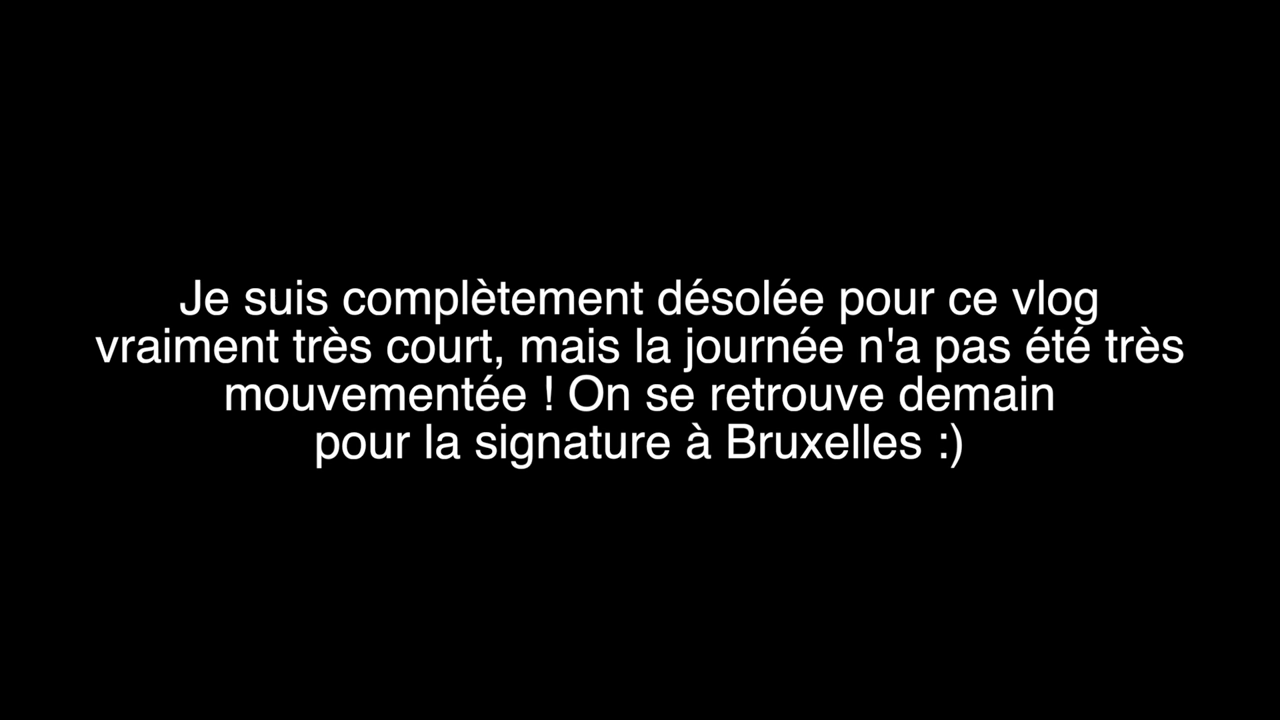 Je suis complètement désolée pour ce vlog
vraiment très court, mais la journée n'a pas été très
mouvementée ! On se retrouve demain
pour la signature à Bruxelles :)